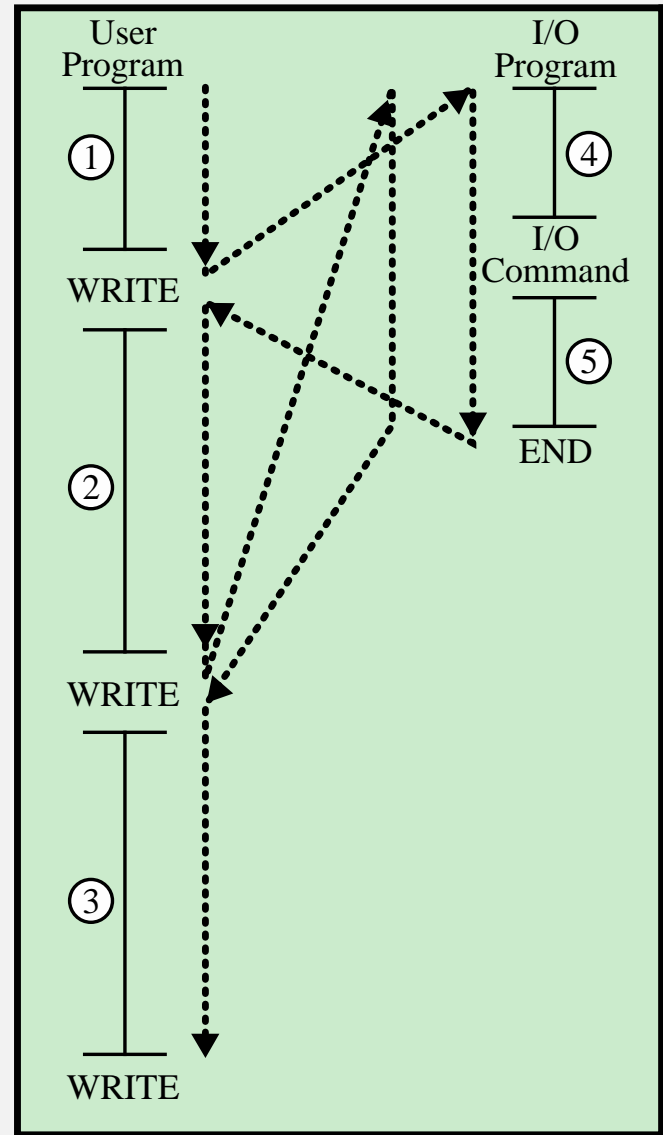 User
Program
1
WRITE
2
WRITE
3
WRITE
I/O
Program
4
I/O
Command
5
END